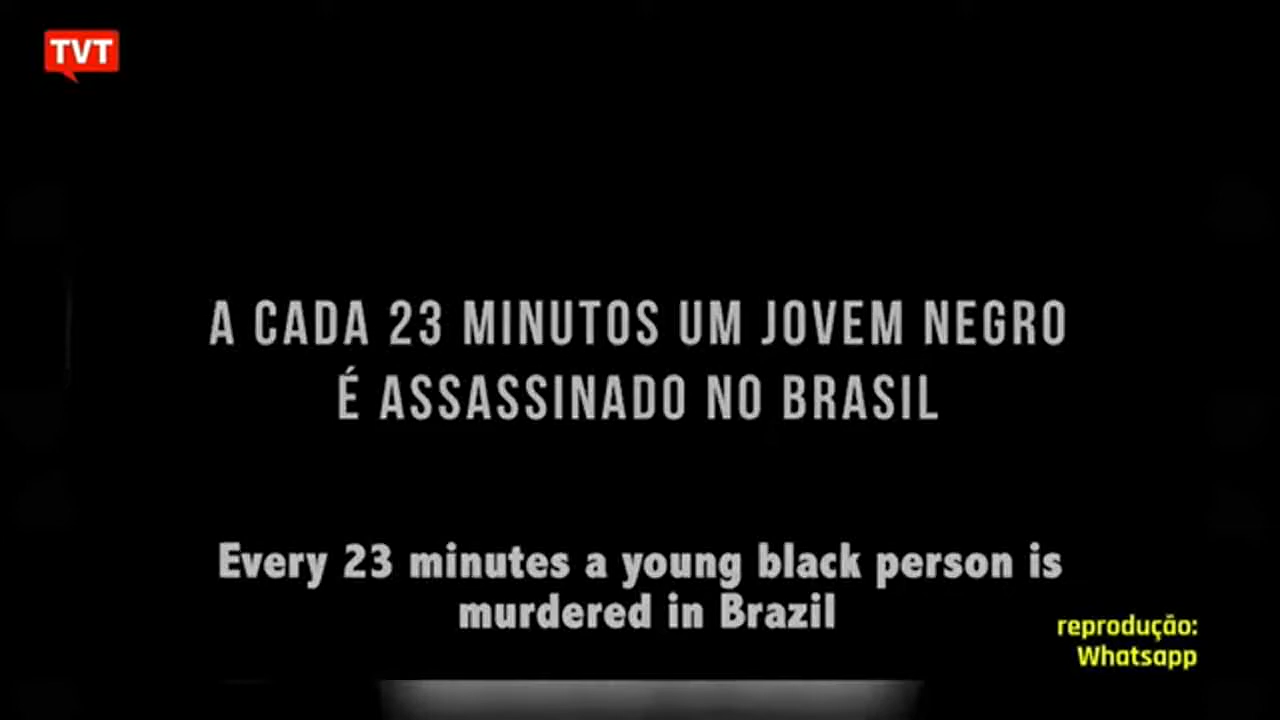 TVT
A CADA 23 MINUTOS UM JOVEM NEGRO
É ASSASSINADO NO BRASIL
Every 23 minutes a young black person is
murdered in Brazil
reprodução:
Whatsapp